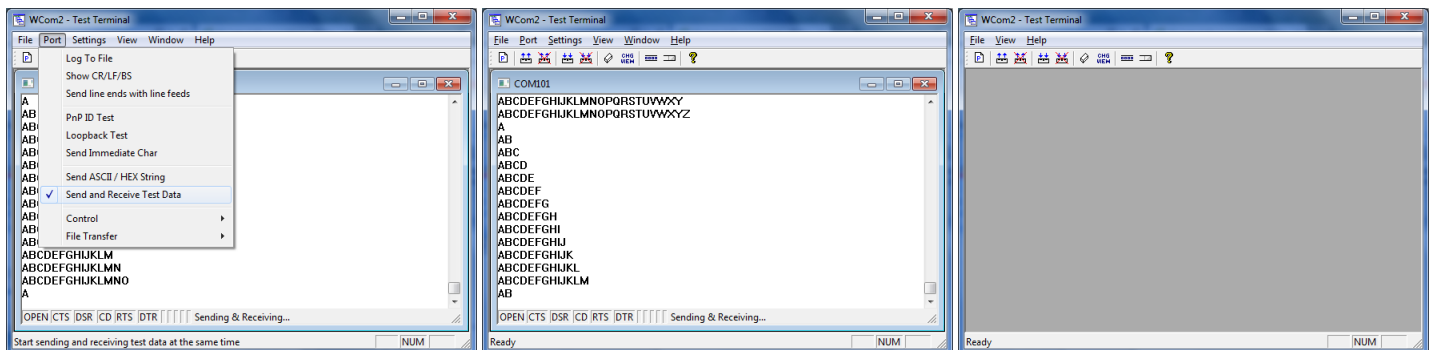 WCom2 - Test Terminal
File Port Settings View Window Help
Log To File
Show CR/LF/BS
Send line ends with line feeds
PnP ID Test
Loopback Test
Send Immediate Char
Send ASCII / HEX String
Send and Receive Test Data
Control
File Transfer
A
AB
ABCDEFGHIJKLM
ABCDEFGHIJKLMN
ABCDEFGHIJKLMNO
A
OPEN CTS DSR CD RTS DTR Sending & Receiving...
Start sending and receiving test data at the same time NUM
WCom2 - Test Terminal
File Port Settings View Window Help
CHG VIEW
COM101
ABCDEFGHIJKLMNOPQRSTUVWXY
ABCDEFGHIJKLMNOPQRSTUVWXYZ
A
AB
ABC
ABCD
ABCDE
ABCDEF
ABCDEFG
ABCDEFGH
ABCDEFGHI
ABCDEFGHIJ
ABCDEFGHIJK
ABCDEFGHIJKL
ABCDEFGHIJKLM
AB
OPEN CTS DSR CD RTS DTR Sending & Receiving...
Ready NUM
WCom2 - Test Terminal
File View Help
CHG VIEW
Ready NUM